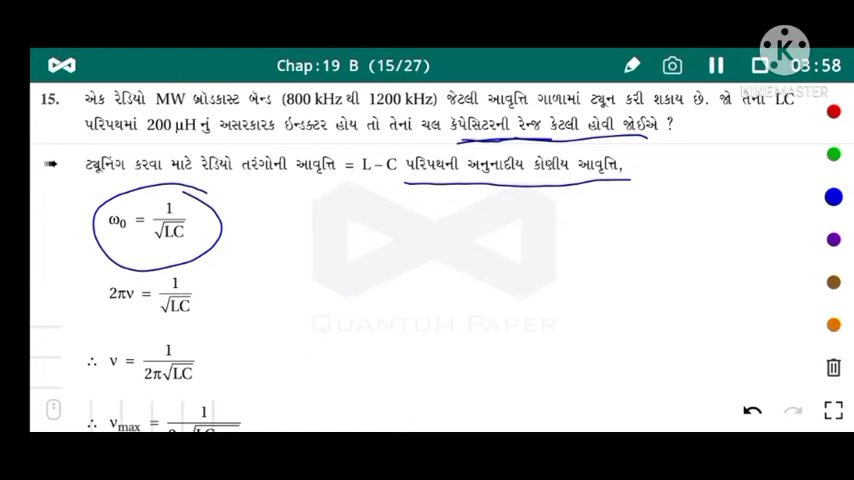 Chap:19 B (15/27)
K
KINEMASTER
03:58
15. એક રેડિયો MW બ્રૉડકાસ્ટ બૅન્ડ (800 kHz થી 1200 kHz) જેટલી આવૃત્તિ ગાળામાં ટ્યૂન કરી શકાય છે. જો તેના LC
પરિપથમાં 200 μH નું અસરકારક ઇન્ડક્ટર હોય તો તેનાં ચલ કૅપેસિટરની રેન્જ કેટલી હોવી જોઈએ ?
➠ ટ્યૂનિંગ કરવા માટે રેડિયો તરંગોની આવૃત્તિ = L – C પરિપથની અનુનાદીય કોણીય આવૃત્તિ,
ω₀ = 1/√LC
2πν = 1/√LC
∴ ν = 1/2π√LC
QUANTUM PAPER
∴ νmax = 1